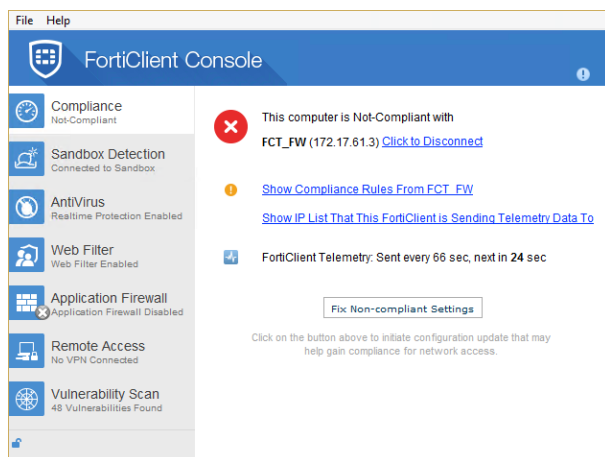 File Help
FortiClient Console
Compliance
Not-Compliant
Sandbox Detection
Connected to Sandbox
AntiVirus
Realtime Protection Enabled
Web Filter
Web Filter Enabled
Application Firewall
Application Firewall Disabled
Remote Access
No VPN Connected
Vulnerability Scan
48 Vulnerabilities Found
This computer is Not-Compliant with
FCT_FW (172.17.61.3) Click to Disconnect
Show Compliance Rules From FCT_FW
Show IP List That This FortiClient is Sending Telemetry Data To
FortiClient Telemetry: Sent every 66 sec, next in 24 sec
Fix Non-compliant Settings
Click on the button above to initiate configuration update that may
help gain compliance for network access.